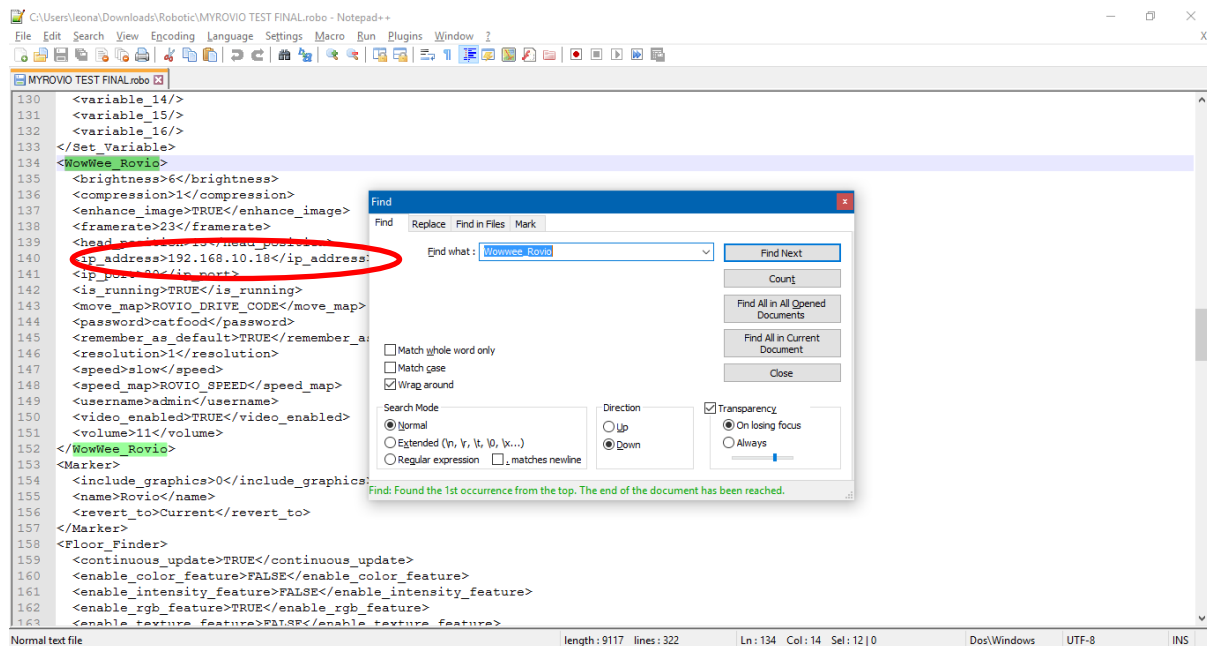 C:\Users\leona\Downloads\Robotic\MYROVIO TEST FINAL.robo - Notepad++
File Edit Search View Encoding Language Settings Macro Run Plugins Window ?
X
MYROVIO TEST FINAL.robo
130 <variable_14/>
131 <variable_15/>
132 <variable_16/>
133 </Set_Variable>
134 <WowWee_Rovio>
135 <brightness>6</brightness>
136 <compression>1</compression>
137 <enhance_image>TRUE</enhance_image>
138 <framerate>23</framerate>
139 <head_position>
140 <ip_address>192.168.10.18</ip_address>
141 </ip_port>
142 <is_running>TRUE</is_running>
143 <move_map>ROVIO_DRIVE_CODE</move_map>
144 <password>catfood</password>
145 <remember_as_default>TRUE</remember_a
146 <resolution>1</resolution>
147 <speed>slow</speed>
148 <speed_map>ROVIO_SPEED</speed_map>
149 <username>admin</username>
150 <video_enabled>TRUE</video_enabled>
151 <volume>11</volume>
152 </WowWee_Rovio>
153 <Marker>
154 <include_graphics>0</include_graphics>
155 <name>Rovio</name>
156 <revert_to>Current</revert_to>
157 </Marker>
158 <Floor_Finder>
159 <continuous_update>TRUE</continuous_update>
160 <enable_color_feature>FALSE</enable_color_feature>
161 <enable_intensity_feature>FALSE</enable_intensity_feature>
162 <enable_rgb_feature>TRUE</enable_rgb_feature>
163 <enable_texture_feature>FALSE</enable_texture_feature>
Find
x
Find Replace Find in Files Mark
Find what : Wowwee_Rovio
Find Next
Count
Find All in All Opened
Documents
Find All in Current
Document
Close
Match whole word only
Match case
Wrap around
Search Mode
Normal
Extended (\n, \r, \t, \0, \x...)
Regular expression . matches newline
Direction
Up
Down
Transparency
On losing focus
Always
Find: Found the 1st occurrence from the top. The end of the document has been reached.
Normal text file length : 9117 lines : 322 Ln : 134 Col : 14 Sel : 12 | 0 Dos\Windows UTF-8 INS